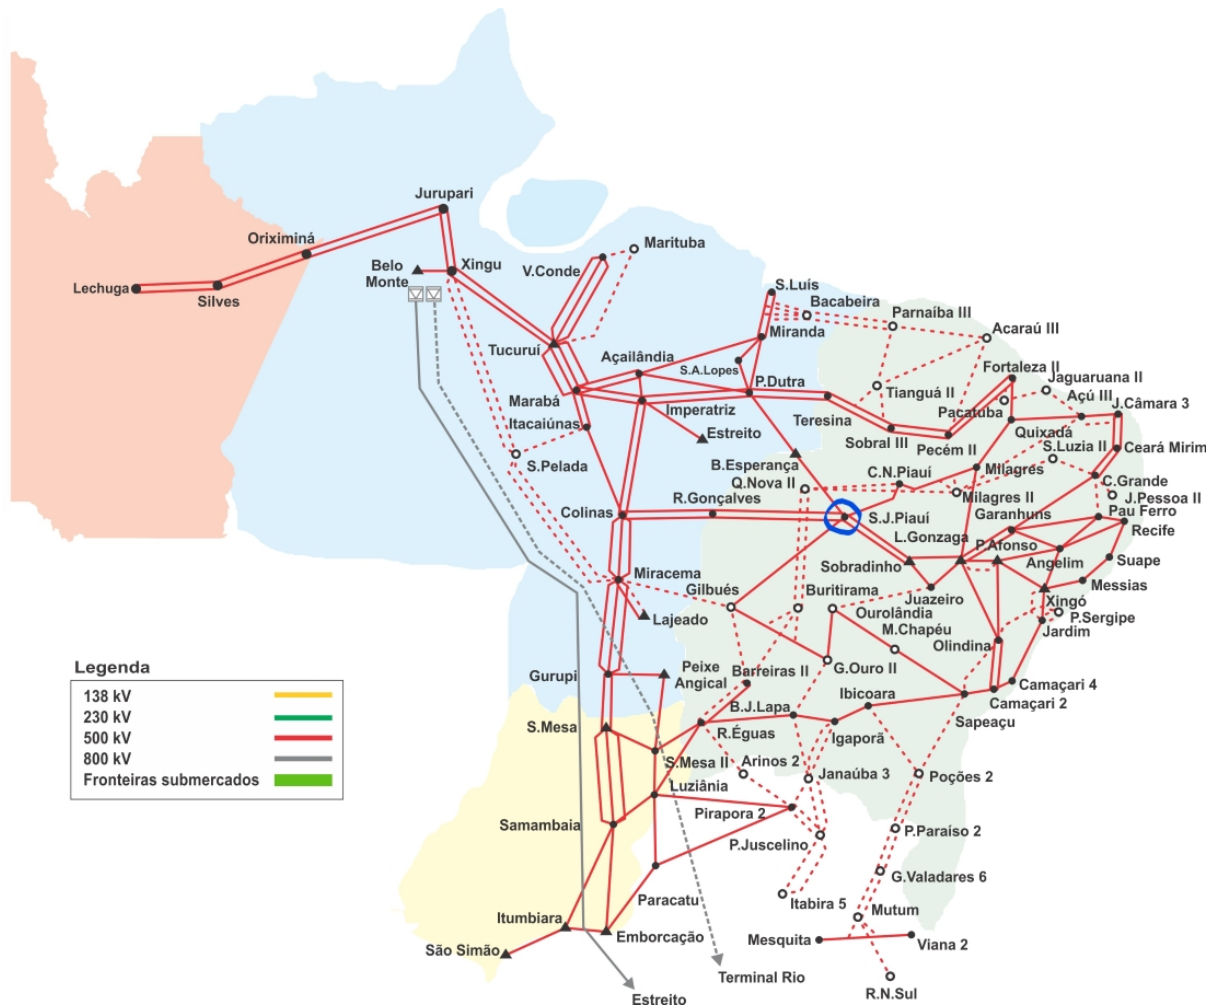 Jurupari
Oriximiná
Marituba
Belo
Monte
Xingu
V.Conde
Lechuga
Silves
S.Luís
Bacabeira
Parnaíba III
Acaraú III
Miranda
Tucuruí
Açailândia
S.A.Lopes
P.Dutra
Fortaleza II
Jaguaruana II
Tianguá II
Marabá
Imperatriz
Teresina
Pacatuba
Açú III
J.Câmara 3
Itacaiúnas
Estreito
Sobral III
Pecém II
Quixadá
S.Luzia II
Ceará Mirim
S.Pelada
B.Esperança
C.N.Piauí
Milagres
Q.Nova II
Milagres II
C.Grande
J.Pessoa II
R.Gonçalves
Garanhuns
Pau Ferro
Colinas
S.J.Piauí
Recife
L.Gonzaga
P.Afonso
Angelim
Suape
Sobradinho
Miracema
Gilbués
Buritirama
Juazeiro
Messias
Xingó
Lajeado
Ourolândia
P.Sergipe
M.Chapéu
Olindina
Jardim
Legenda
138 kV
230 kV
500 kV
800 kV
Fronteiras submercados
Gurupi
Peixe
Angical
Barreiras II
G.Ouro II
Camaçari 4
Ibicoara
Camaçari 2
B.J.Lapa
Sapeaçu
S.Mesa
R.Éguas
Igaporã
S.Mesa II
Arinos 2
Janaúba 3
Poções 2
Luziânia
Pirapora 2
Samambaia
P.Juscelino
P.Paraíso 2
G.Valadares 6
Paracatu
Itabira 5
Mutum
Itumbiara
Emborcação
Mesquita
Viana 2
São Simão
Terminal Rio
Estreito
R.N.Sul